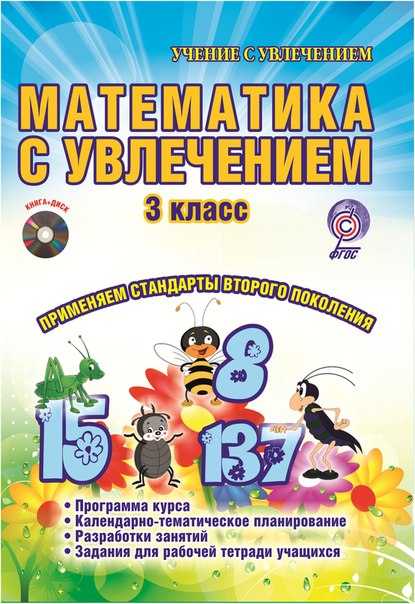 УЧЕНИЕ С УВЛЕЧЕНИЕМ
МАТЕМАТИКА
С УВЛЕЧЕНИЕМ
3 класс
КНИГА+ДИСК
ФГОС
ПРИМЕНЯЕМ СТАНДАРТЫ ВТОРОГО ПОКОЛЕНИЯ
8
15
137
• Программа курса
• Календарно-тематическое планирование
• Разработки занятий
• Задания для рабочей тетради учащихся